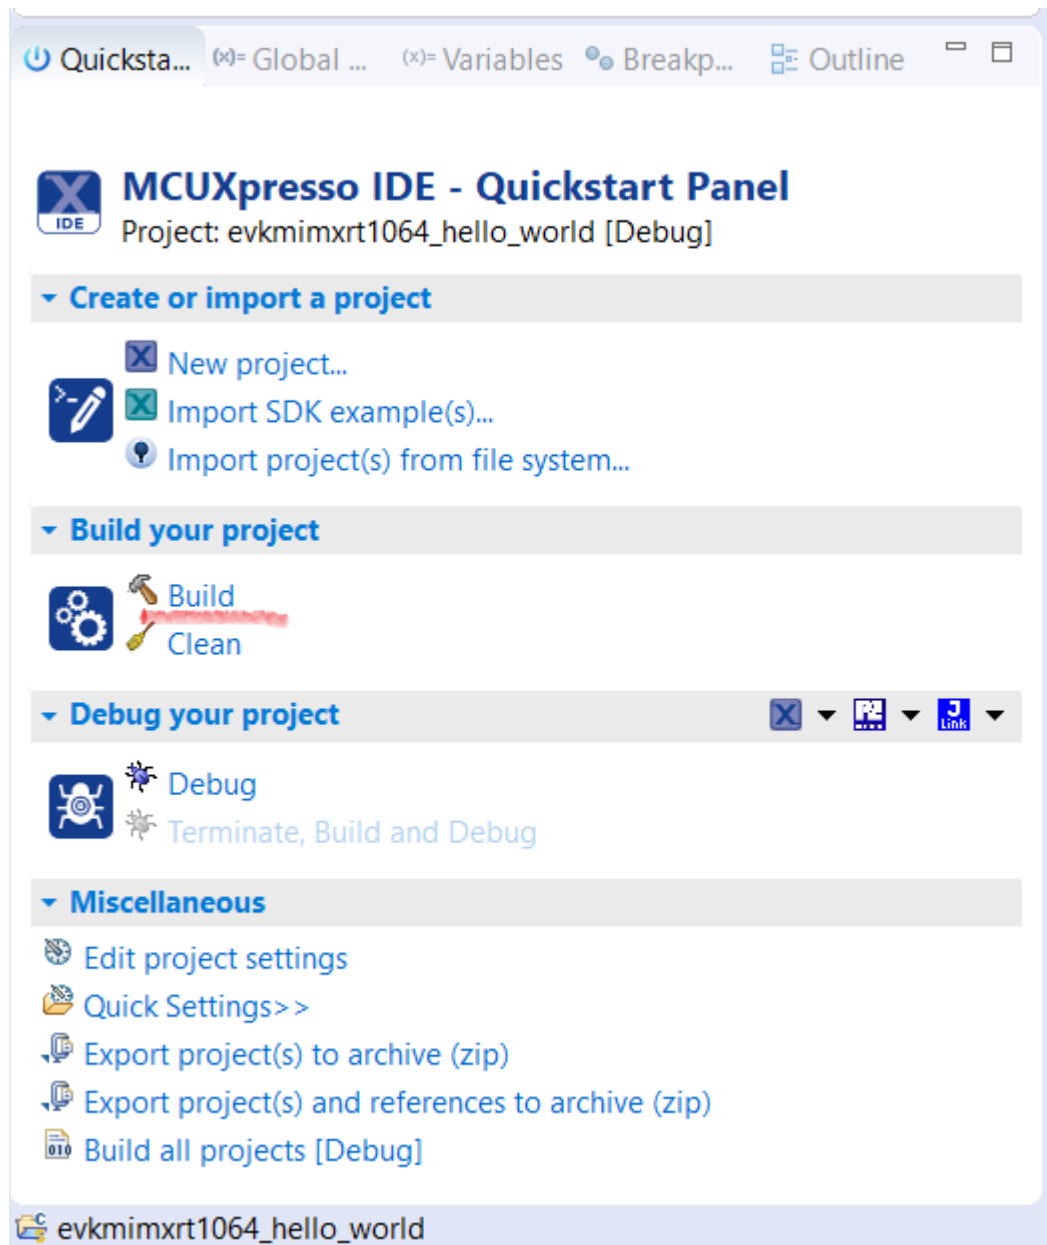 Quicksta... (x)= Global ... (x)= Variables Breakp... Outline
IDE
MCUXpresso IDE - Quickstart Panel
Project: evkmimxrt1064_hello_world [Debug]
Create or import a project
New project...
Import SDK example(s)...
Import project(s) from file system...
Build your project
Build
Clean
Debug your project
J Link
Debug
Terminate, Build and Debug
Miscellaneous
Edit project settings
Quick Settings>>
Export project(s) to archive (zip)
Export project(s) and references to archive (zip)
010 Build all projects [Debug]
evkmimxrt1064_hello_world